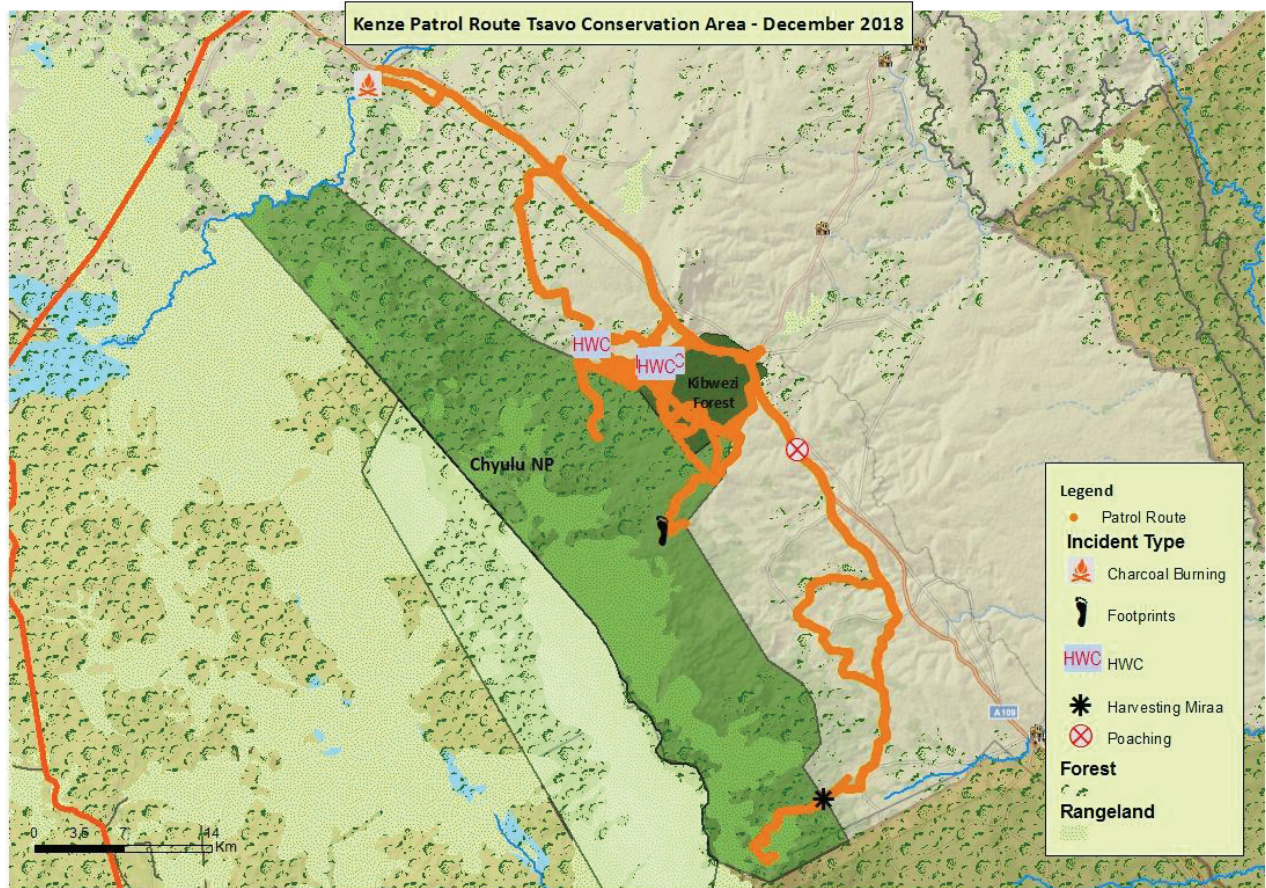 Kenze Patrol Route Tsavo Conservation Area - December 2018
HWC
HWC
C
Kibwezi
Forest
Chyulu NP
Legend
Patrol Route
Incident Type
Charcoal Burning
Footprints
HWC HWC
Harvesting Miraa
A 109
Poaching
Forest
Rangeland
0 3.5 7 14
Km